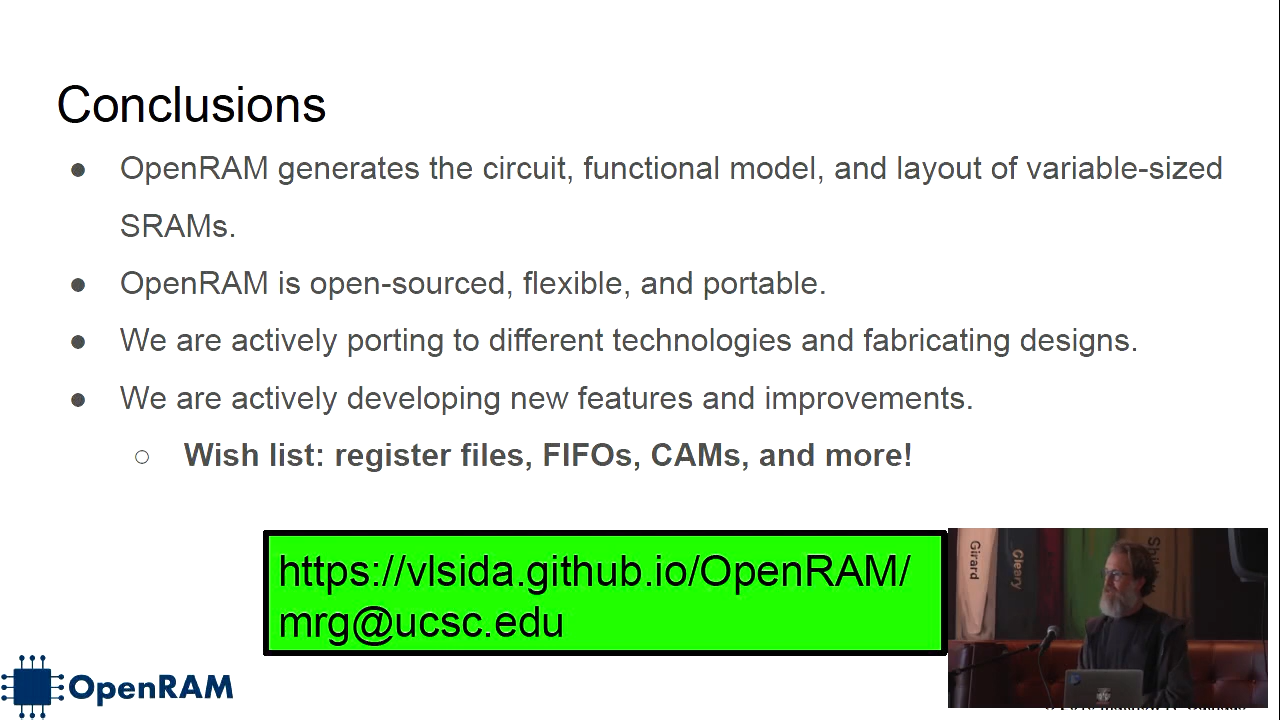 Conclusions
● OpenRAM generates the circuit, functional model, and layout of variable-sized
SRAMs.
● OpenRAM is open-sourced, flexible, and portable.
● We are actively porting to different technologies and fabricating designs.
● We are actively developing new features and improvements.
○ Wish list: register files, FIFOs, CAMs, and more!
https://vlsida.github.io/OpenRAM/
mrg@ucsc.edu
Girard
Cleary
OpenRAM